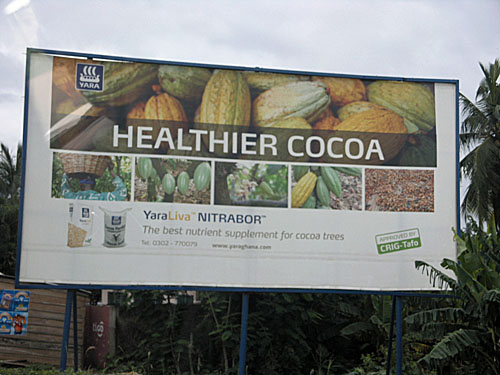 YARA
HEALTHIER COCOA
YaraLiva™ NITRABOR™
The best nutrient supplement for cocoa trees
Tel: 0302 - 770079 www.yaraghana.com
APPROVED BY
CRIG-Tafo
tigo